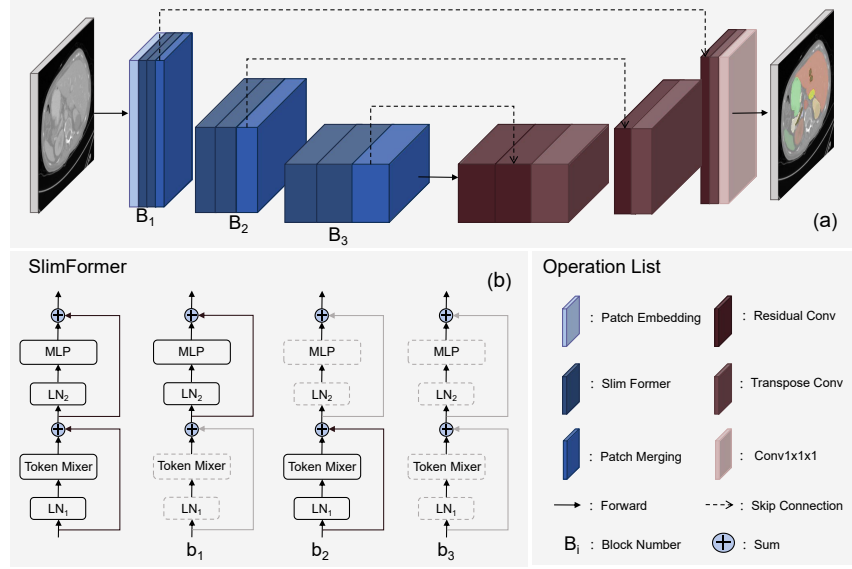 B1
B2
B3
(a)
SlimFormer
(b)
MLP
MLP
MLP
MLP
LN2
LN2
LN2
LN2
Token Mixer
Token Mixer
Token Mixer
Token Mixer
LN1
LN1
LN1
LN1
b1
b2
b3
Operation List
: Patch Embedding
: Residual Conv
: Slim Former
: Transpose Conv
: Patch Merging
: Conv1x1x1
: Forward
: Skip Connection
Bi : Block Number
: Sum